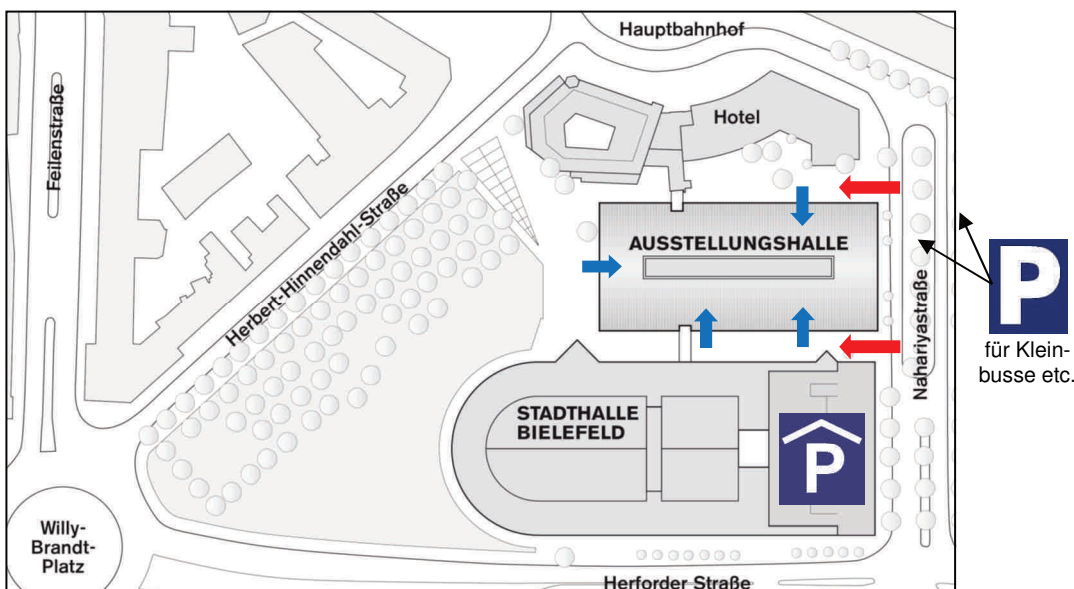 Hauptbahnhof
Feilenstraße
Hotel
Herbert-Hinnendahl-Straße
AUSSTELLUNGSHALLE
P
für Klein-
busse etc.
Nahariyastraße
STADTHALLE
BIELEFELD
P
Willy-
Brandt-
Platz
Herforder Straße